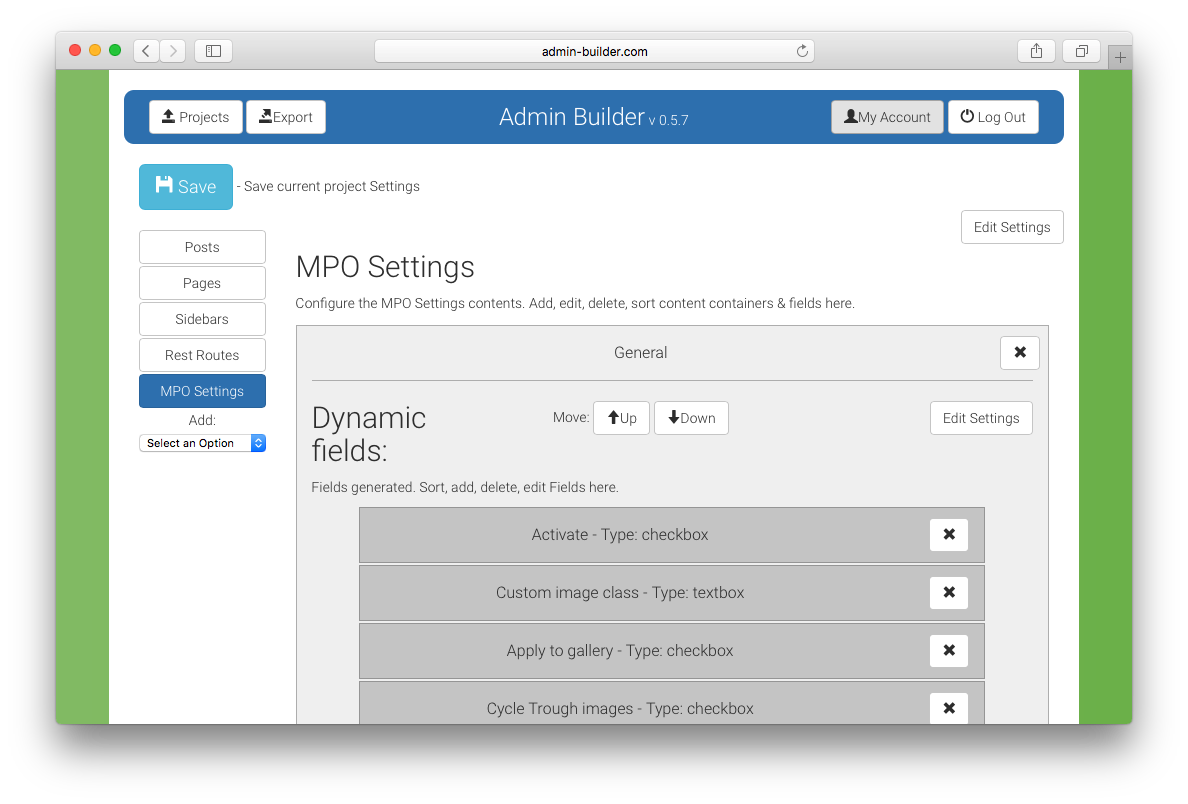 admin-builder.com
Projects
Export
Admin Builder v 0.5.7
My Account
Log Out
Save - Save current project Settings
Edit Settings
Posts
Pages
Sidebars
Rest Routes
MPO Settings
Add:
Select an Option
MPO Settings
Configure the MPO Settings contents. Add, edit, delete, sort content containers & fields here.
General
Dynamic
fields:
Move:
Up
Down
Edit Settings
Fields generated. Sort, add, delete, edit Fields here.
Activate - Type: checkbox
Custom image class - Type: textbox
Apply to gallery - Type: checkbox
Cycle Trough images - Type: checkbox